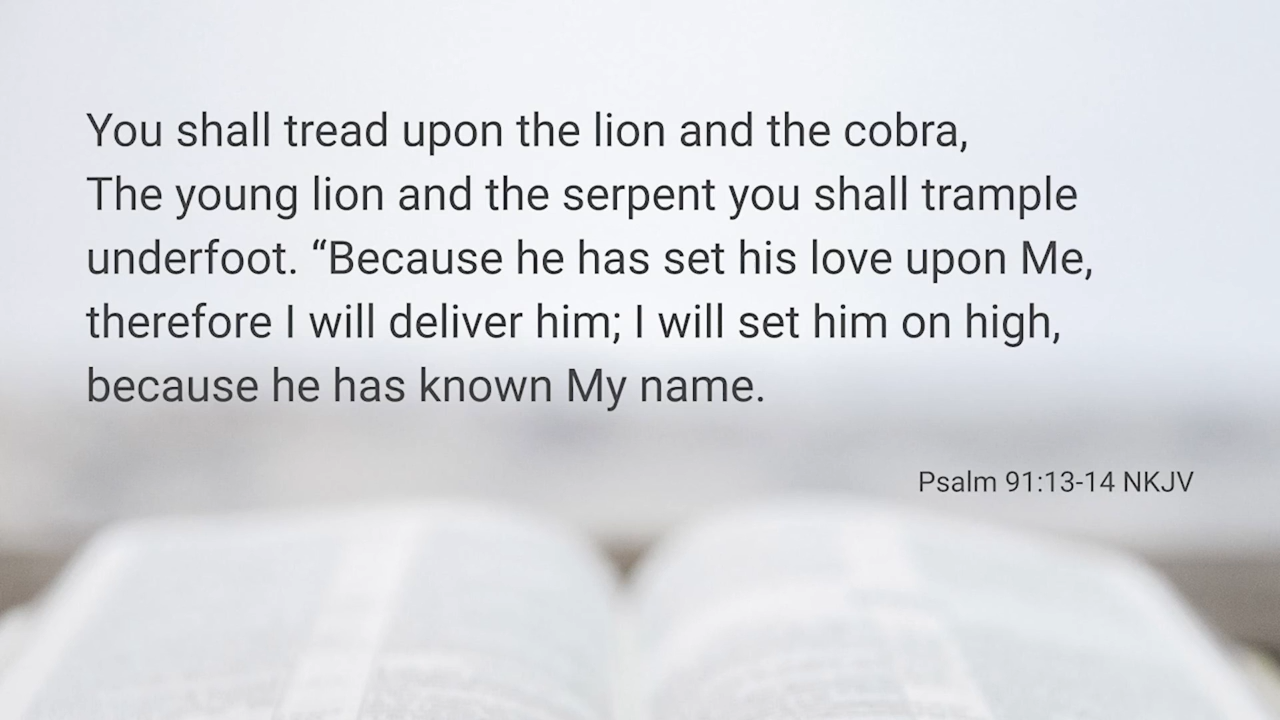 You shall tread upon the lion and the cobra,
The young lion and the serpent you shall trample
underfoot. “Because he has set his love upon Me,
therefore I will deliver him; I will set him on high,
because he has known My name.
Psalm 91:13-14 NKJV